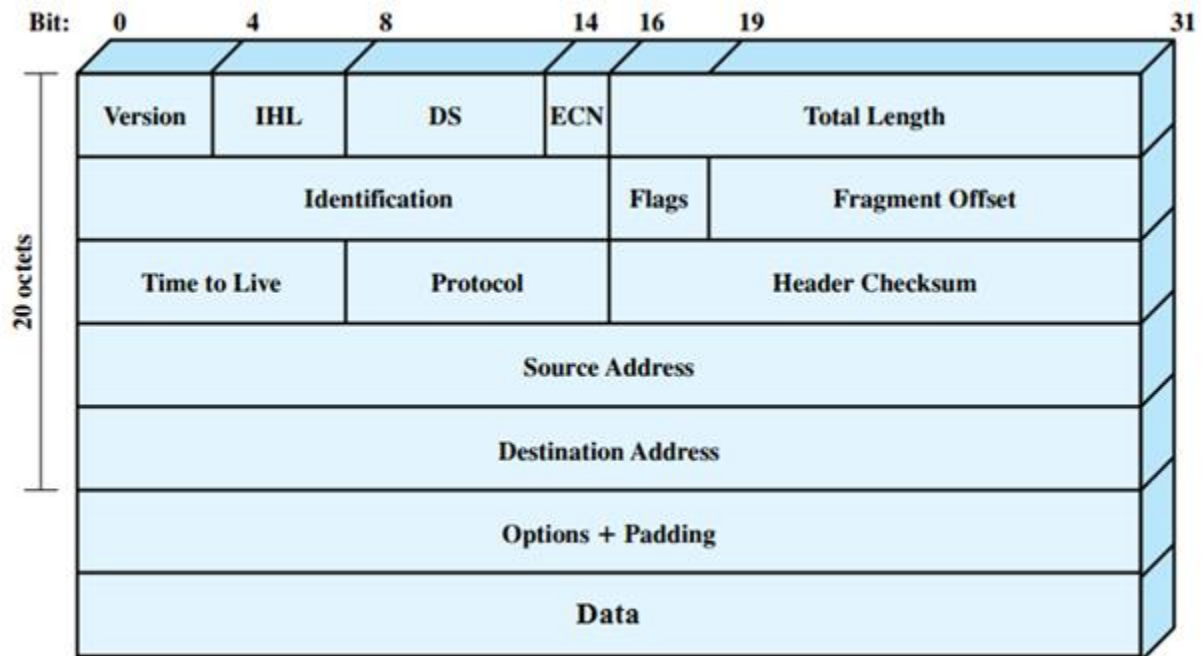 Bit: 0 4 8 14 16 19 31
Version IHL DS ECN Total Length
Identification Flags Fragment Offset
20 octets
Time to Live Protocol Header Checksum
Source Address
Destination Address
Options + Padding
Data